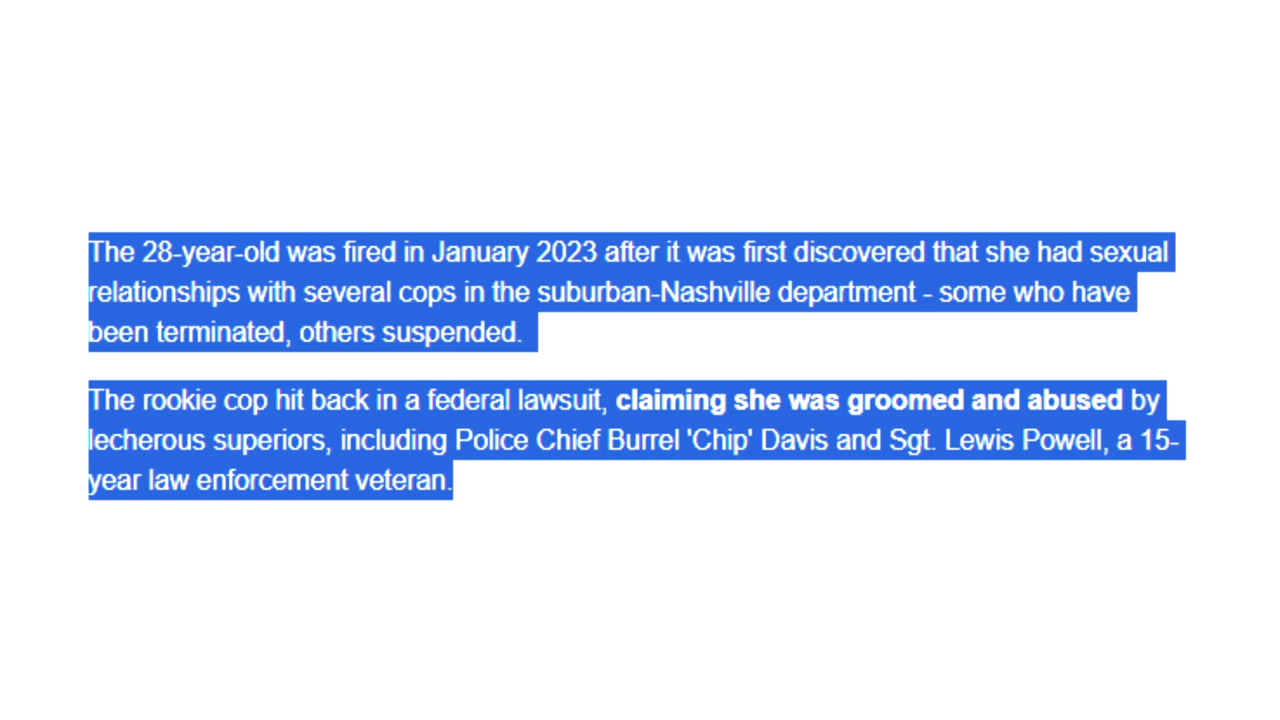 The 28-year-old was fired in January 2023 after it was first discovered that she had sexual
relationships with several cops in the suburban-Nashville department - some who have
been terminated, others suspended.
The rookie cop hit back in a federal lawsuit, claiming she was groomed and abused by
lecherous superiors, including Police Chief Burrel 'Chip' Davis and Sgt. Lewis Powell, a 15-
year law enforcement veteran.